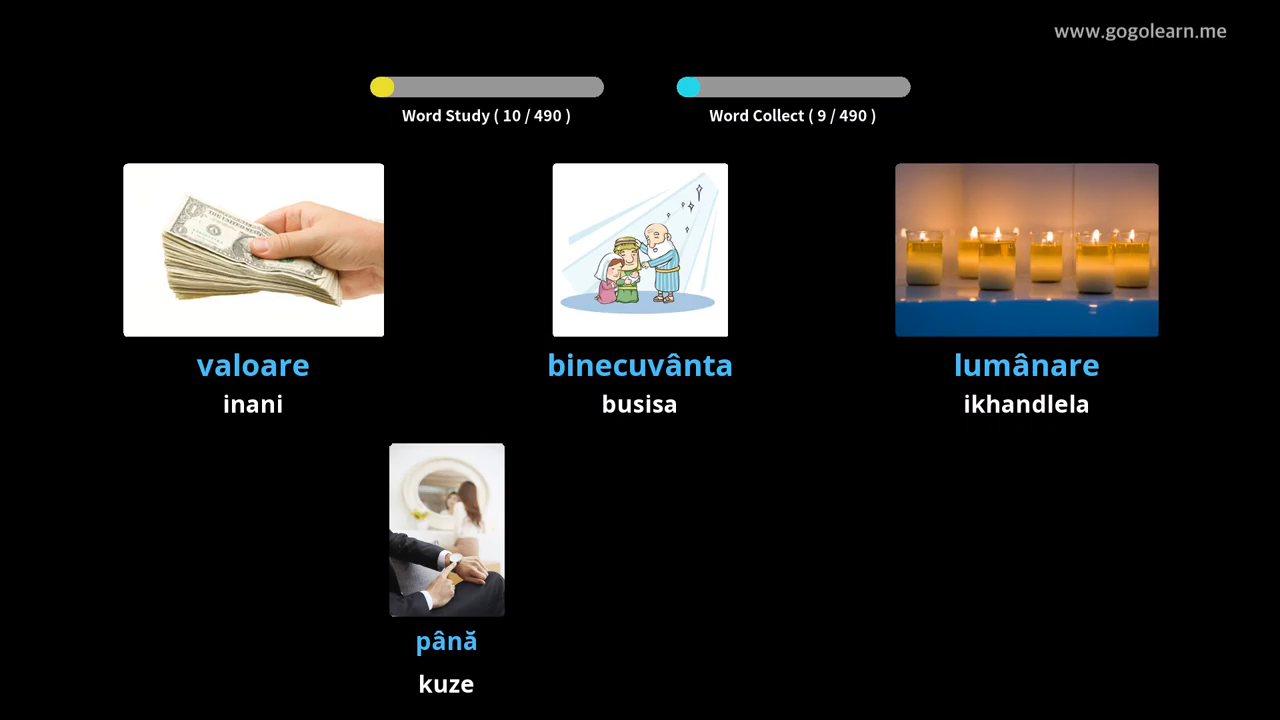 www.gogolearn.me
Word Study ( 10 / 490 )
Word Collect ( 9 / 490 )
valoare
inani
binecuvânta
busisa
lumânare
ikhandlela
până
kuze